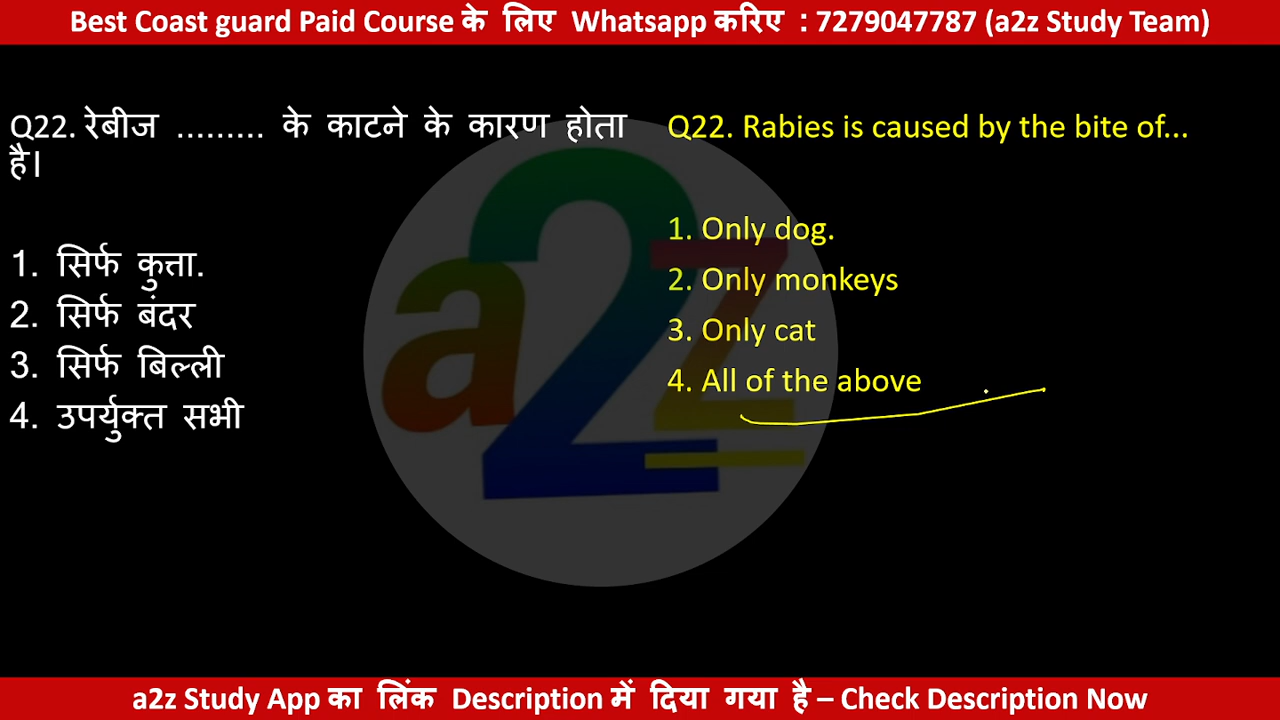 Best Coast guard Paid Course के लिए Whatsapp करिए : 7279047787 (a2z Study Team)
Q22. रेबीज ......... के काटने के कारण होता
है।
1. सिर्फ कुत्ता.
2. सिर्फ बंदर
3. सिर्फ बिल्ली
4. उपर्युक्त सभी
Q22. Rabies is caused by the bite of...
1. Only dog.
2. Only monkeys
3. Only cat
4. All of the above
a2z
a2z Study App का लिंक Description में दिया गया है – Check Description Now